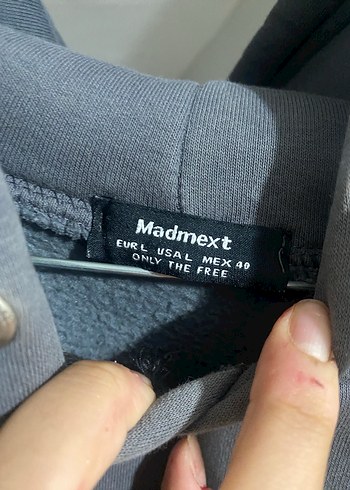 Madmext
EUR L USA L MEX 40
ONLY THE FREE